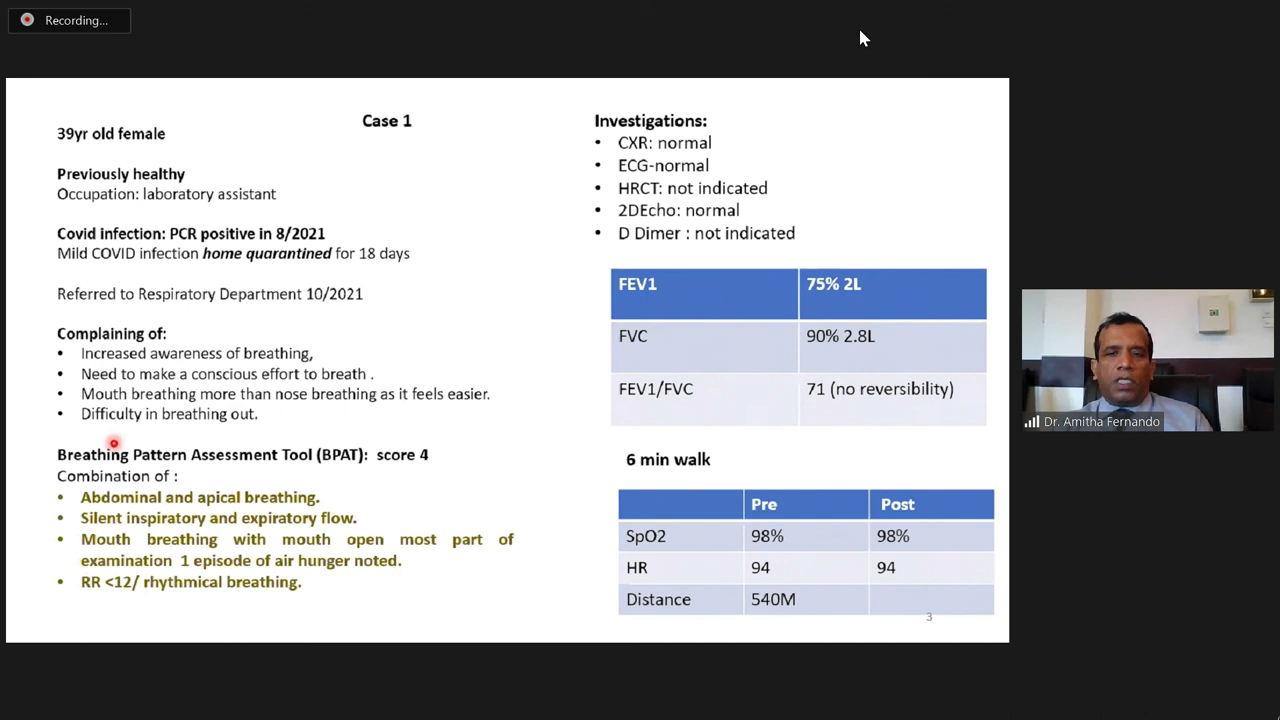 Recording...
Case 1
39yr old female
Previously healthy
Occupation: laboratory assistant
Covid infection: PCR positive in 8/2021
Mild COVID infection home quarantined for 18 days
Referred to Respiratory Department 10/2021
Complaining of:
• Increased awareness of breathing,
• Need to make a conscious effort to breath .
• Mouth breathing more than nose breathing as it feels easier.
• Difficulty in breathing out.
Breathing Pattern Assessment Tool (BPAT): score 4
Combination of :
• Abdominal and apical breathing.
• Silent inspiratory and expiratory flow.
• Mouth breathing with mouth open most part of
examination 1 episode of air hunger noted.
• RR <12/ rhythmical breathing.
Investigations:
• CXR: normal
• ECG-normal
• HRCT: not indicated
• 2DEcho: normal
• D Dimer : not indicated
FEV1 75% 2L
FVC 90% 2.8L
FEV1/FVC 71 (no reversibility)
6 min walk
Pre Post
SpO2 98% 98%
HR 94 94
Distance 540M
3
Dr. Amitha Fernando